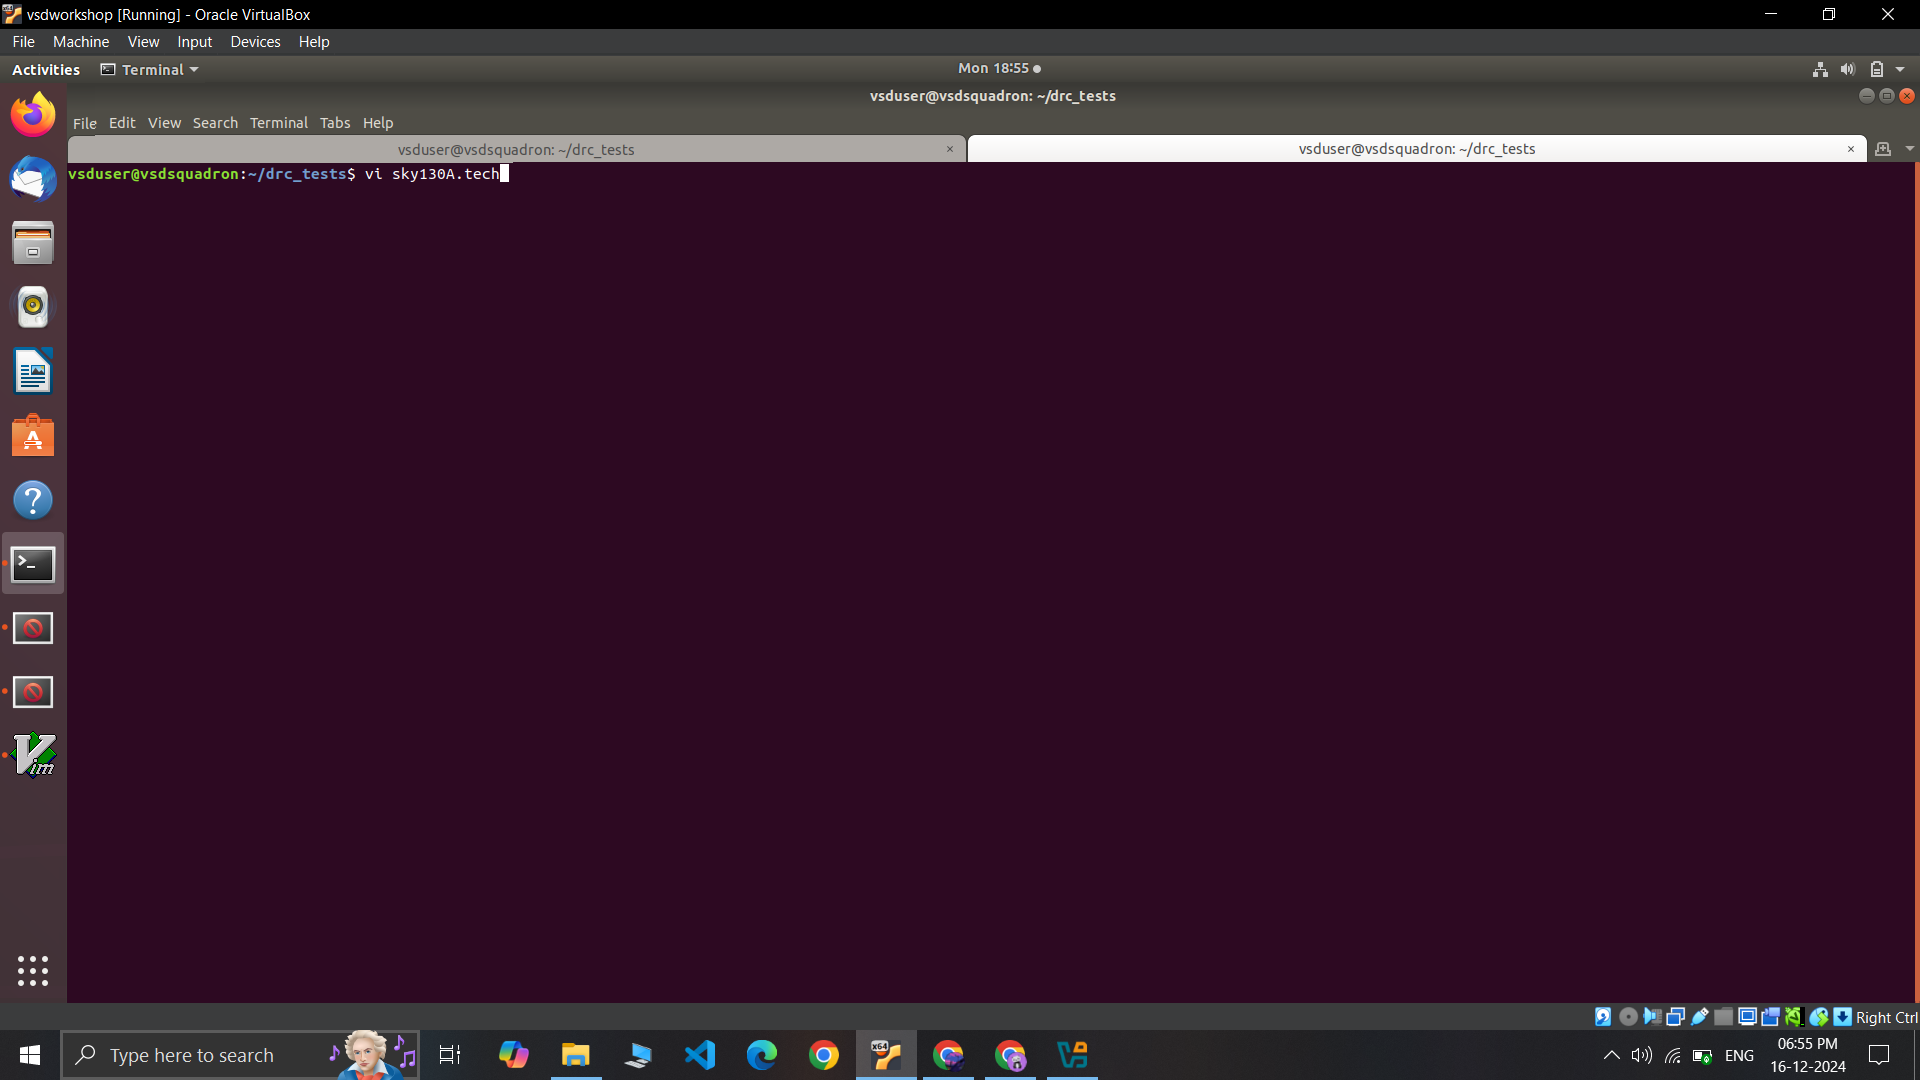 vsdworkshop [Running] - Oracle VirtualBox
File Machine View Input Devices Help
Activities Terminal Mon 18:55
vsduser@vsdsquadron: ~/drc_tests
File Edit View Search Terminal Tabs Help
vsduser@vsdsquadron: ~/drc_tests × vsduser@vsdsquadron: ~/drc_tests ×
vsduser@vsdsquadron:~/drc_tests$ vi sky130A.tech
Right Ctrl
Type here to search
x64
ENG
06:55 PM
16-12-2024